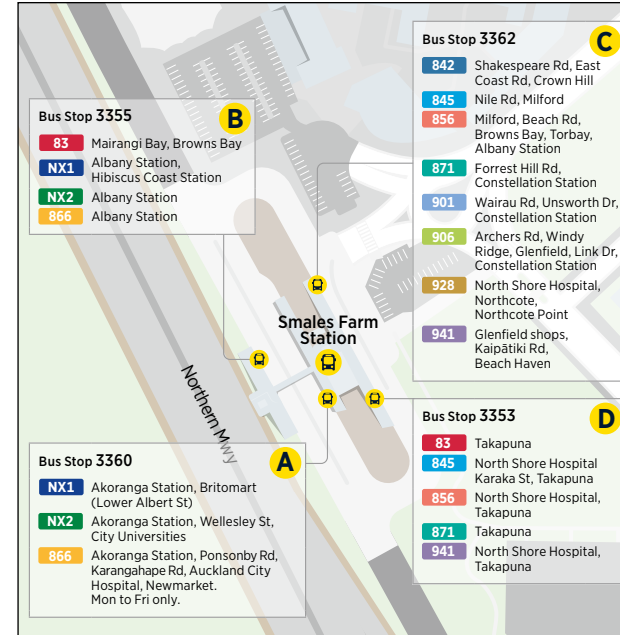 Bus Stop 3362
C
842 Shakespeare Rd, East
Coast Rd, Crown Hill
845 Nile Rd, Milford
856 Milford, Beach Rd,
Browns Bay, Torbay,
Albany Station
871 Forrest Hill Rd,
Constellation Station
901 Wairau Rd, Unsworth Dr,
Constellation Station
906 Archers Rd, Windy
Ridge, Glenfield, Link Dr,
Constellation Station
928 North Shore Hospital,
Northcote,
Northcote Point
941 Glenfield shops,
Kaipātiki Rd,
Beach Haven
Bus Stop 3355
B
83 Mairangi Bay, Browns Bay
NX1 Albany Station,
Hibiscus Coast Station
NX2 Albany Station
866 Albany Station
Smales Farm
Station
Northern Mwy
Bus Stop 3360
A
NX1 Akoranga Station, Britomart
(Lower Albert St)
NX2 Akoranga Station, Wellesley St,
City Universities
866 Akoranga Station, Ponsonby Rd,
Karangahape Rd, Auckland City
Hospital, Newmarket.
Mon to Fri only.
Bus Stop 3353
D
83 Takapuna
845 North Shore Hospital
Karaka St, Takapuna
856 North Shore Hospital,
Takapuna
871 Takapuna
941 North Shore Hospital,
Takapuna